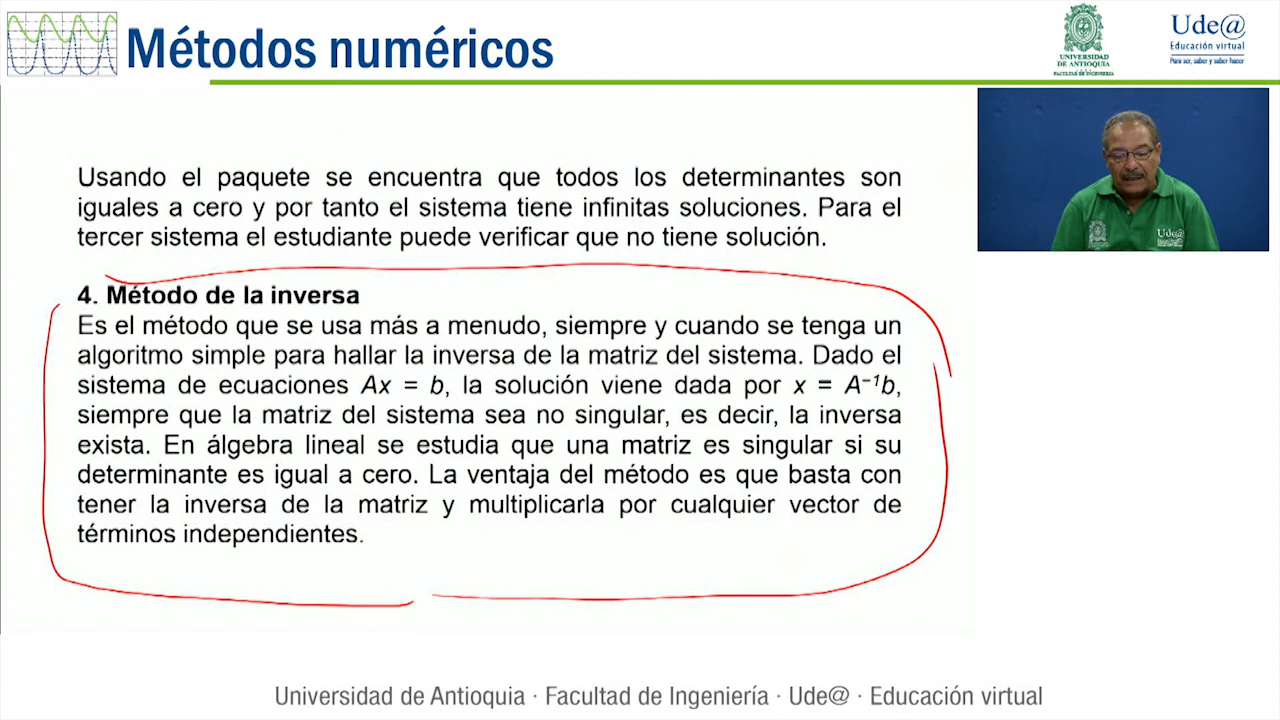 Métodos numéricos
UNIVERSIDAD
DE ANTIOQUIA
FACULTAD DE INGENIERÍA
Ude@
Educación virtual
Para ser, saber y saber hacer
Usando el paquete se encuentra que todos los determinantes son
iguales a cero y por tanto el sistema tiene infinitas soluciones. Para el
tercer sistema el estudiante puede verificar que no tiene solución.
Ude@
4. Método de la inversa
Es el método que se usa más a menudo, siempre y cuando se tenga un
algoritmo simple para hallar la inversa de la matriz del sistema. Dado el
sistema de ecuaciones Ax = b, la solución viene dada por x = A⁻¹b,
siempre que la matriz del sistema sea no singular, es decir, la inversa
exista. En álgebra lineal se estudia que una matriz es singular si su
determinante es igual a cero. La ventaja del método es que basta con
tener la inversa de la matriz y multiplicarla por cualquier vector de
términos independientes.
Universidad de Antioquia · Facultad de Ingeniería · Ude@ · Educación virtual